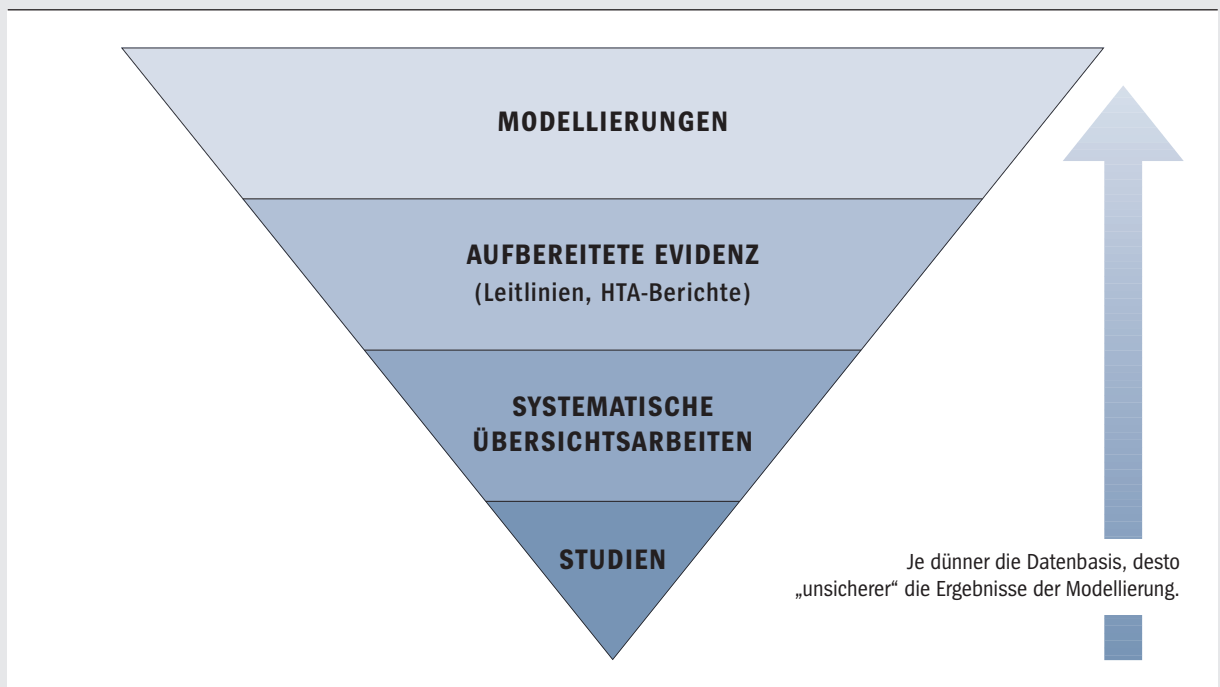 MODELLIERUNGEN
AUFBEREITETE EVIDENZ
(Leitlinien, HTA-Berichte)
SYSTEMATISCHE
ÜBERSICHTSARBEITEN
STUDIEN
Je dünner die Datenbasis, desto
„unsicherer“ die Ergebnisse der Modellierung.